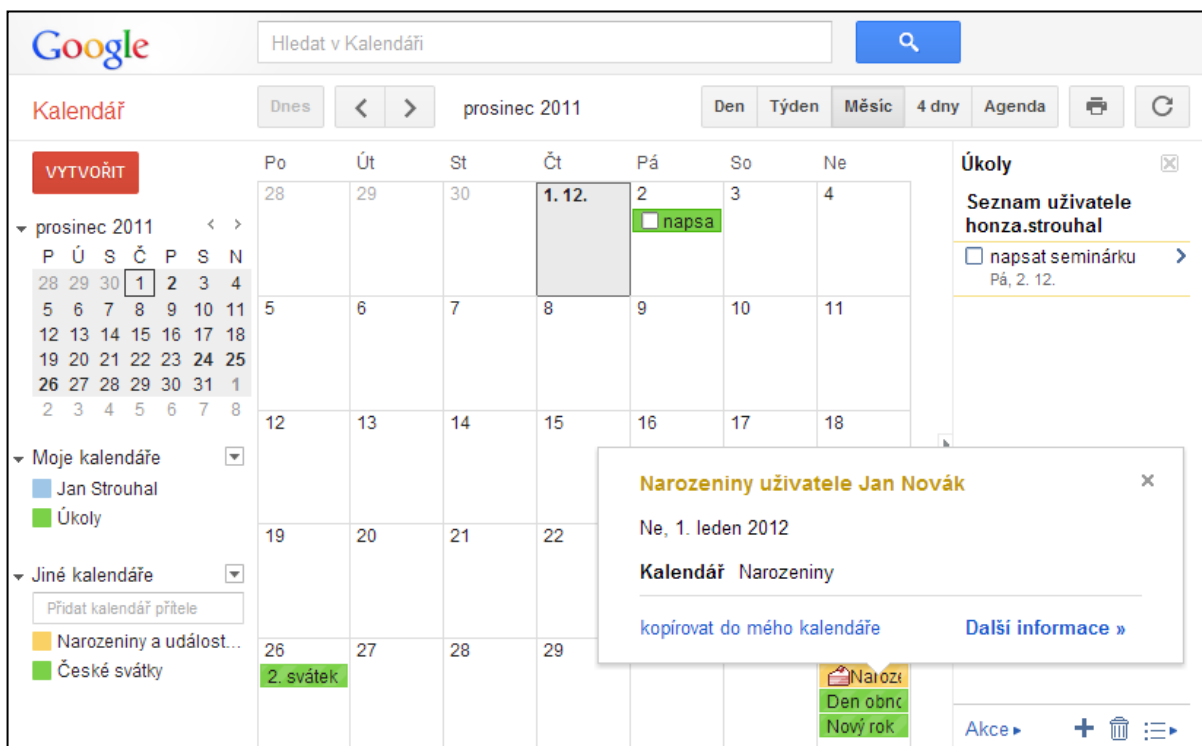 Google
Hledat v Kalendáři
Kalendář
Dnes
prosinec 2011
Den Týden Měsíc 4 dny Agenda
VYTVOŘIT
prosinec 2011
P Ú S Č P S N
28 29 30 1 2 3 4
5 6 7 8 9 10 11
12 13 14 15 16 17 18
19 20 21 22 23 24 25
26 27 28 29 30 31 1
2 3 4 5 6 7 8
Moje kalendáře
Jan Strouhal
Úkoly
Jiné kalendáře
Přidat kalendář přítele
Narozeniny a událost...
České svátky
Po Út St Čt Pá So Ne
28 29 30 1. 12. 2 3 4
napsa
5 6 7 8 9 10 11
12 13 14 15 16 17 18
19 20 21 22
26 27 28 29
2. svátek
Naroze
Den obno
Nový rok
Narozeniny uživatele Jan Novák
Ne, 1. leden 2012
Kalendář Narozeniny
kopírovat do mého kalendáře Další informace »
Úkoly
Seznam uživatele
honza.strouhal
napsat seminárku
Pá, 2. 12.
Akce